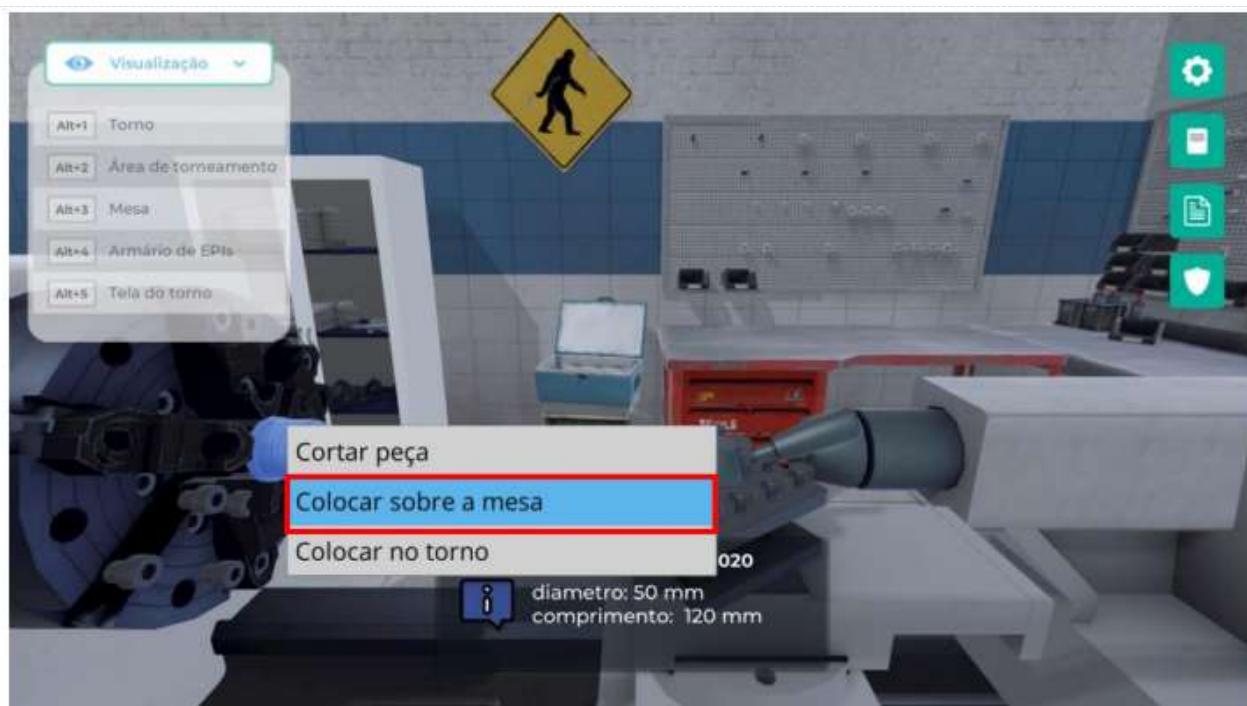 Visualização
Alt+1 Torno
Alt+2 Área de torneamento
Alt+3 Mesa
Alt+4 Armário de EPIs
Alt+5 Tela do torno
Cortar peça
Colocar sobre a mesa
Colocar no torno
020
diametro: 50 mm
comprimento: 120 mm